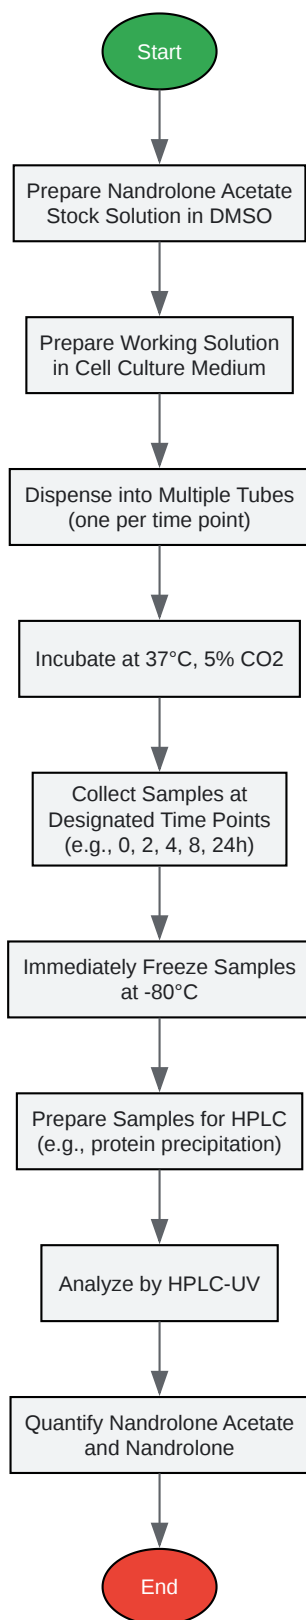 Start
Prepare Nandrolone Acetate
Stock Solution in DMSO
Prepare Working Solution
in Cell Culture Medium
Dispense into Multiple Tubes
(one per time point)
Incubate at 37°C, 5% CO2
Collect Samples at
Designated Time Points
(e.g., 0, 2, 4, 8, 24h)
Immediately Freeze Samples
at -80°C
Prepare Samples for HPLC
(e.g., protein precipitation)
Analyze by HPLC-UV
Quantify Nandrolone Acetate
and Nandrolone
End